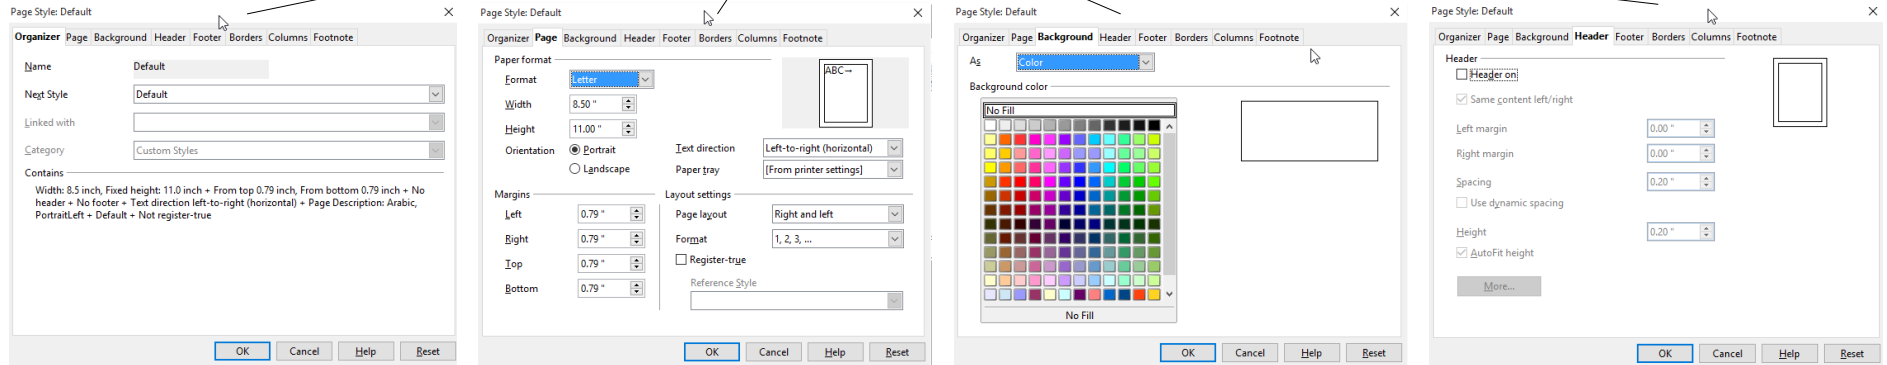 Page Style: Default
Organizer Page Background Header Footer Borders Columns Footnote
Name Default
Next Style Default
Linked with
Category Custom Styles
Contains
Width: 8.5 inch, Fixed height: 11.0 inch + From top 0.79 inch, From bottom 0.79 inch + No
header + No footer + Text direction left-to-right (horizontal) + Page Description: Arabic,
PortraitLeft + Default + Not register-true
OK Cancel Help Reset
Page Style: Default
Organizer Page Background Header Footer Borders Columns Footnote
Paper format
Format Letter
Width 8.50 "
Height 11.00 "
Orientation Portrait
Landscape
ABC
Text direction Left-to-right (horizontal)
Paper tray [From printer settings]
Margins
Left 0.79 "
Right 0.79 "
Top 0.79 "
Bottom 0.79 "
Layout settings
Page layout Right and left
Format 1, 2, 3, ...
Register-true
Reference Style
OK Cancel Help Reset
Page Style: Default
Organizer Page Background Header Footer Borders Columns Footnote
As Color
Background color
No Fill
No Fill
OK Cancel Help Reset
Page Style: Default
Organizer Page Background Header Footer Borders Columns Footnote
Header
Header on
Same content left/right
Left margin 0.00 "
Right margin 0.00 "
Spacing 0.20 "
Use dynamic spacing
Height 0.20 "
AutoFit height
More...
OK Cancel Help Reset